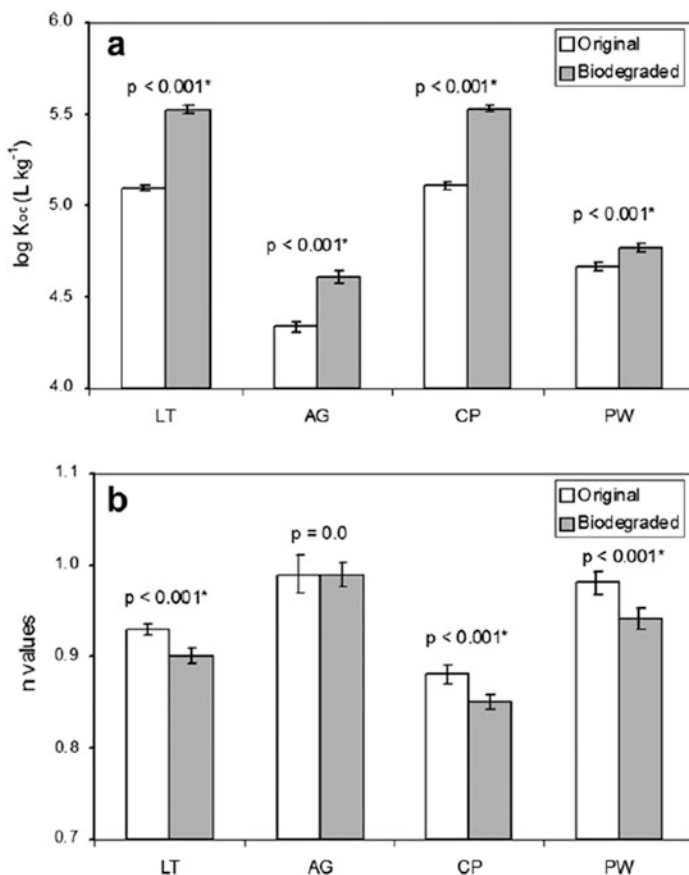 6.0
a
Original
Biodegraded
p < 0.001*
p < 0.001*
5.5
5.0
p < 0.001*
p < 0.001*
4.5
4.0
log Koc (L kg-1)
LT AG CP PW
1.1
b
Original
Biodegraded
p = 0.0
p < 0.001*
1.0
p < 0.001*
p < 0.001*
0.9
0.8
0.7
n values
LT AG CP PW